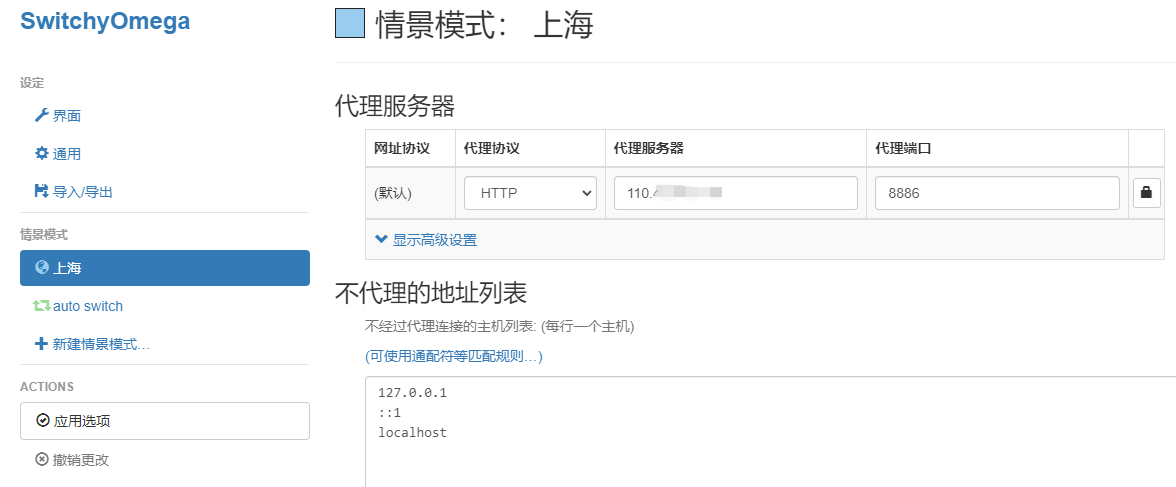 SwitchyOmega
设定
界面
通用
导入/导出
情景模式
上海
auto switch
新建情景模式…
ACTIONS
应用选项
撤销更改
情景模式： 上海
代理服务器
网址协议 代理协议 代理服务器 代理端口
(默认) HTTP 110. 8886
显示高级设置
不代理的地址列表
不经过代理连接的主机列表: (每行一个主机)
(可使用通配符等匹配规则…)
127.0.0.1
::1
localhost